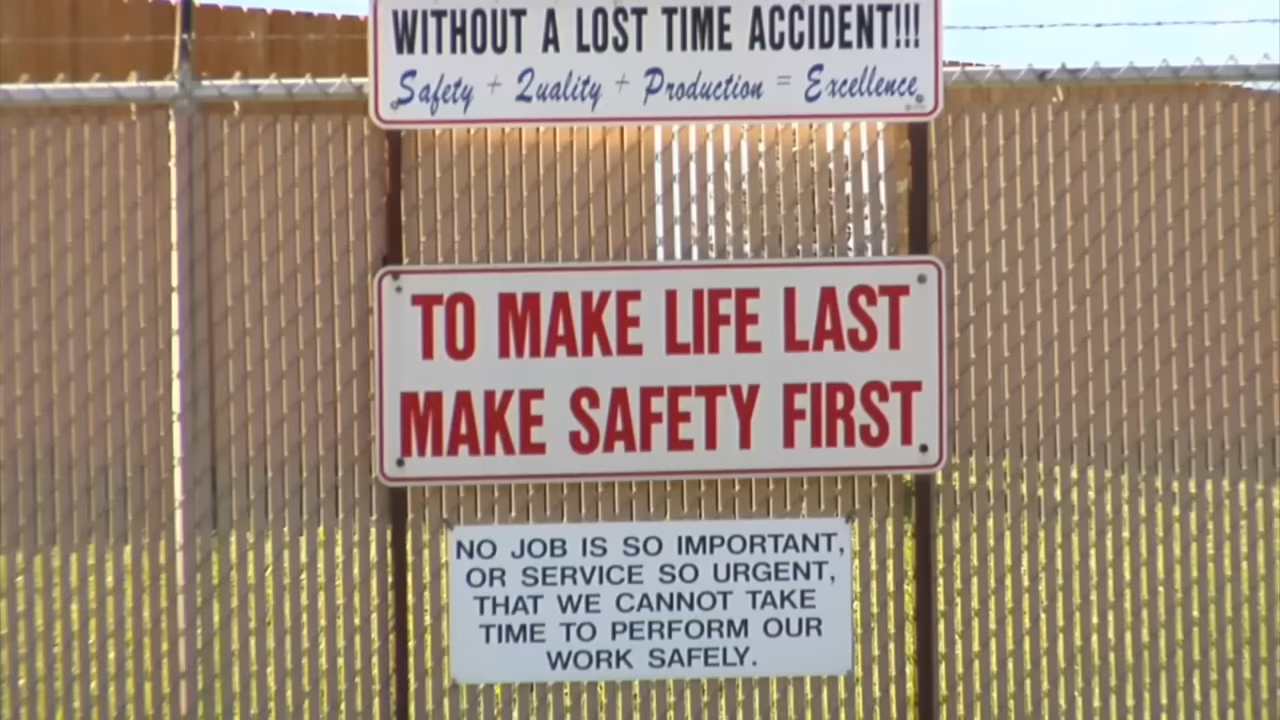 WITHOUT A LOST TIME ACCIDENT!!!
Safety + Quality + Production = Excellence
TO MAKE LIFE LAST
MAKE SAFETY FIRST
NO JOB IS SO IMPORTANT,
OR SERVICE SO URGENT,
THAT WE CANNOT TAKE
TIME TO PERFORM OUR
WORK SAFELY.